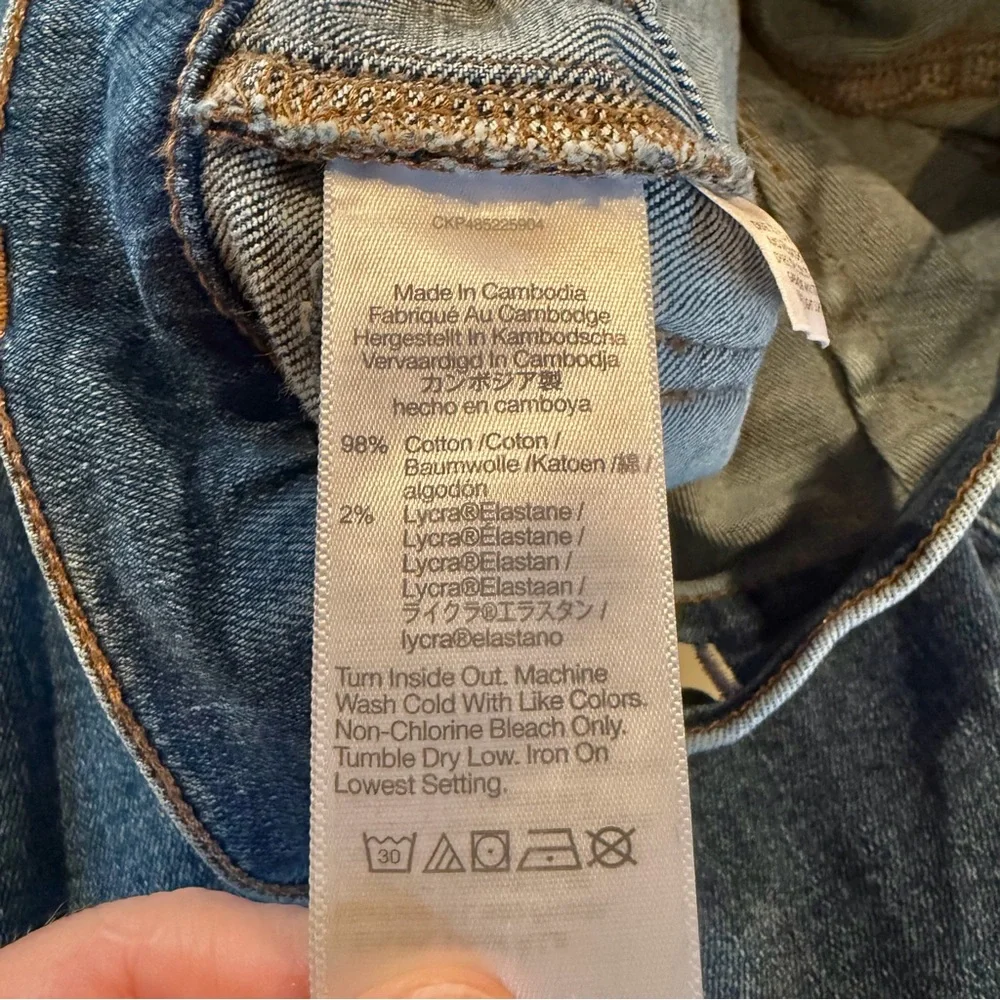 CKP485225904
Made In Cambodia
Fabriqué Au Cambodge
Hergestellt In Kambodscha
Vervaardigd In Cambodja
カンボジア製
hecho en camboya
98% Cotton /Coton /
Baumwolle /Katoen /綿 /
algodón
2% Lycra®Elastane /
Lycra®Élastane /
Lycra®Elastan /
Lycra®Elastaan /
ライクラ®エラスタン /
lycra®elastano
Turn Inside Out. Machine
Wash Cold With Like Colors.
Non-Chlorine Bleach Only.
Tumble Dry Low. Iron On
Lowest Setting.
30